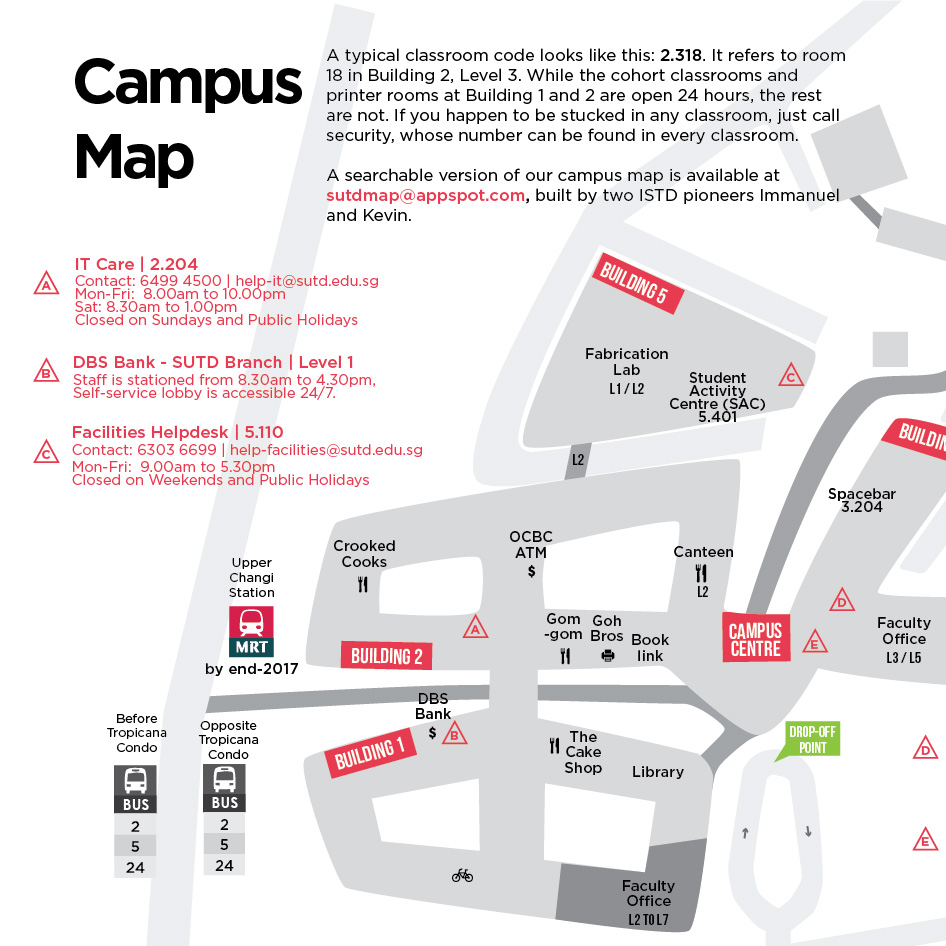 Campus
Map
A typical classroom code looks like this: 2.318. It refers to room
18 in Building 2, Level 3. While the cohort classrooms and
printer rooms at Building 1 and 2 are open 24 hours, the rest
are not. If you happen to be stucked in any classroom, just call
security, whose number can be found in every classroom.
A searchable version of our campus map is available at
sutdmap@appspot.com, built by two ISTD pioneers Immanuel
and Kevin.
A
IT Care | 2.204
Contact: 6499 4500 | help-it@sutd.edu.sg
Mon-Fri: 8.00am to 10.00pm
Sat: 8.30am to 1.00pm
Closed on Sundays and Public Holidays
B
DBS Bank - SUTD Branch | Level 1
Staff is stationed from 8.30am to 4.30pm,
Self-service lobby is accessible 24/7.
C
Facilities Helpdesk | 5.110
Contact: 6303 6699 | help-facilities@sutd.edu.sg
Mon-Fri: 9.00am to 5.30pm
Closed on Weekends and Public Holidays
BUILDING 5
Fabrication
Lab
L1 / L2
Student
Activity
Centre (SAC)
5.401
C
L2
Spacebar
3.204
Crooked
Cooks
OCBC
ATM
$
Canteen
L2
Upper
Changi
Station
MRT
by end-2017
A
BUILDING 2
Gom
-gom
Goh
Bros
Book
link
CAMPUS
CENTRE
D
E
Faculty
Office
L3 / L5
DBS
Bank
$
B
BUILDING 1
The
Cake
Shop
Library
DROP-OFF
POINT
D
E
Before
Tropicana
Condo
BUS
2
5
24
Opposite
Tropicana
Condo
BUS
2
5
24
Faculty
Office
L2 TO L7